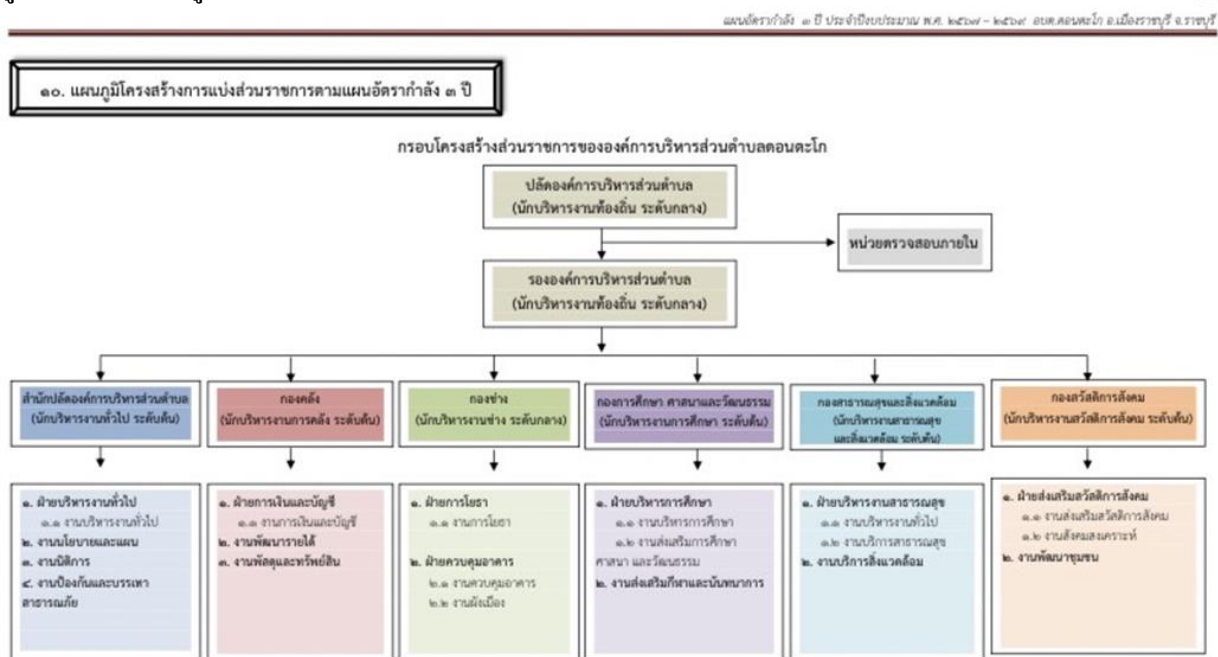 แผนอัตรากำลัง ๓ ปี ประจำปีงบประมาณ พ.ศ. ๒๕๖๗ – ๒๕๖๙ อบต.ดอนตะโก อ.เมืองราชบุรี จ.ราชบุรี
๑๐. แผนภูมิโครงสร้างการแบ่งส่วนราชการตามแผนอัตรากำลัง ๓ ปี
กรอบโครงสร้างส่วนราชการขององค์การบริหารส่วนตำบลดอนตะโก
ปลัดองค์การบริหารส่วนตำบล
(นักบริหารงานท้องถิ่น ระดับกลาง)
หน่วยตรวจสอบภายใน
รององค์การบริหารส่วนตำบล
(นักบริหารงานท้องถิ่น ระดับกลาง)
สำนักปลัดองค์การบริหารส่วนตำบล
(นักบริหารงานทั่วไป ระดับต้น)
กองคลัง
(นักบริหารงานการคลัง ระดับต้น)
กองช่าง
(นักบริหารงานช่าง ระดับกลาง)
กองการศึกษา ศาสนาและวัฒนธรรม
(นักบริหารงานการศึกษา ระดับต้น)
กองสาธารณสุขและสิ่งแวดล้อม
(นักบริหารงานสาธารณสุข
และสิ่งแวดล้อม ระดับต้น)
กองสวัสดิการสังคม
(นักบริหารงานสวัสดิการสังคม ระดับต้น)
๑. ฝ่ายบริหารงานทั่วไป
๑.๑ งานบริหารงานทั่วไป
๒. งานนโยบายและแผน
๓. งานนิติการ
๔. งานป้องกันและบรรเทา
สาธารณภัย
๑. ฝ่ายการเงินและบัญชี
๑.๑ งานการเงินและบัญชี
๒. งานพัฒนารายได้
๓. งานพัสดุและทรัพย์สิน
๑. ฝ่ายการโยธา
๑.๑ งานการโยธา
๒. ฝ่ายควบคุมอาคาร
๒.๑ งานควบคุมอาคาร
๒.๒ งานผังเมือง
๑. ฝ่ายบริหารการศึกษา
๑.๑ งานบริหารการศึกษา
๑.๒ งานส่งเสริมการศึกษา
ศาสนา และวัฒนธรรม
๒. งานส่งเสริมกีฬาและนันทนาการ
๑. ฝ่ายบริหารงานสาธารณสุข
๑.๑ งานบริหารงานทั่วไป
๑.๒ งานบริการสาธารณสุข
๒. งานบริการสิ่งแวดล้อม
๑. ฝ่ายส่งเสริมสวัสดิการสังคม
๑.๑ งานส่งเสริมสวัสดิการสังคม
๑.๒ งานสังคมสงเคราะห์
๒. งานพัฒนาชุมชน